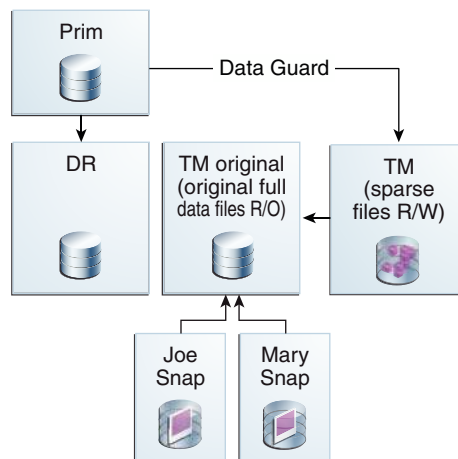 Prim
Data Guard
DR
TM original
(original full
data files R/O)
TM
(sparse
files R/W)
Joe
Snap
Mary
Snap